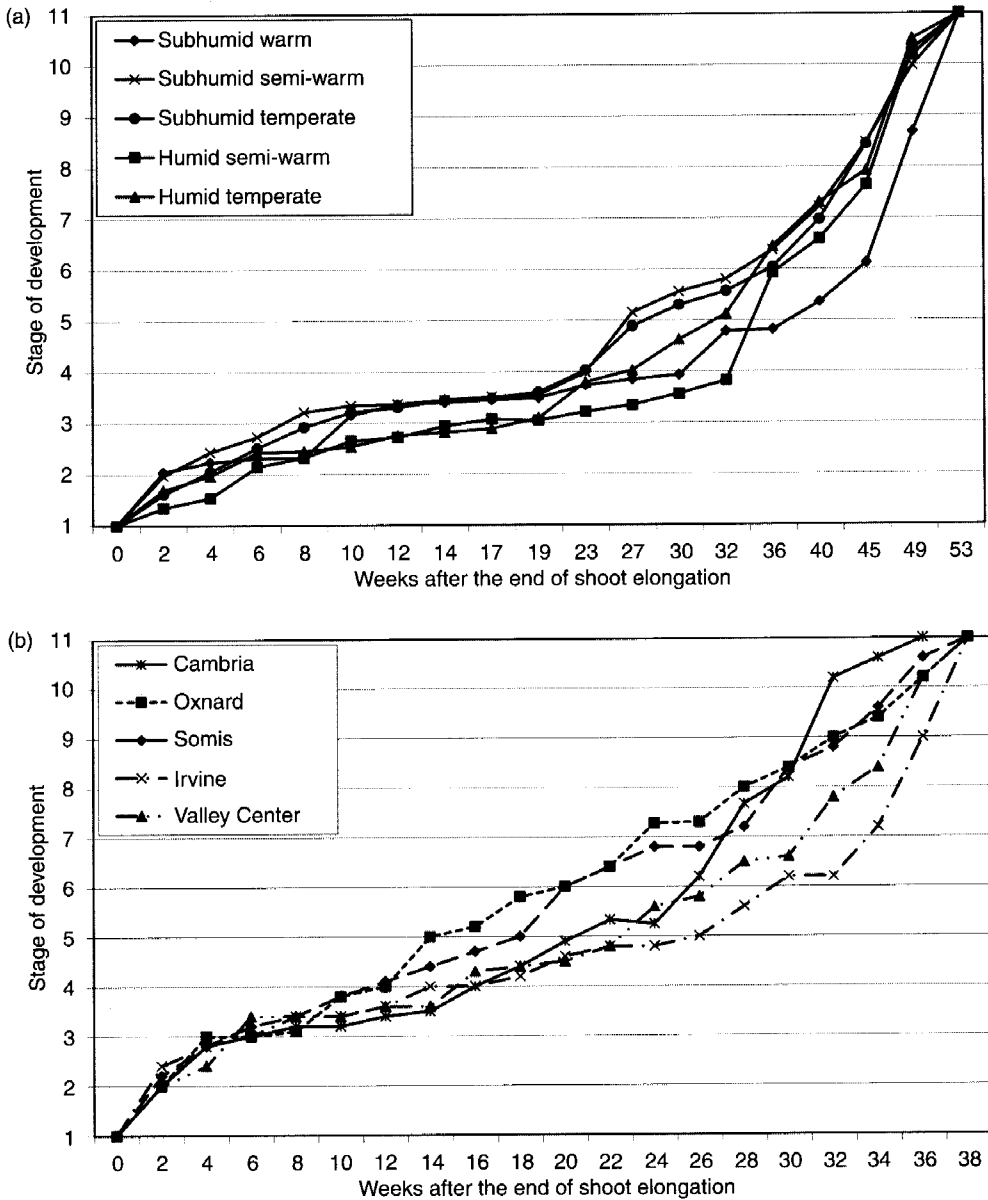 (a)
Subhumid warm
Subhumid semi-warm
Subhumid temperate
Humid semi-warm
Humid temperate
Stage of development
11
10
9
8
7
6
5
4
3
2
1
0 2 4 6 8 10 12 14 17 19 23 27 30 32 36 40 45 49 53
Weeks after the end of shoot elongation
(b)
Cambria
Oxnard
Somis
Irvine
Valley Center
Stage of development
11
10
9
8
7
6
5
4
3
2
1
0 2 4 6 8 10 12 14 16 18 20 22 24 26 28 30 32 34 36 38
Weeks after the end of shoot elongation